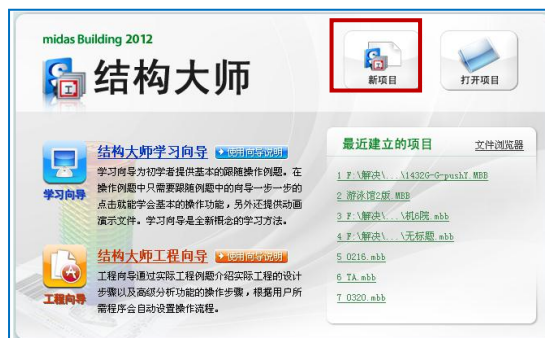 midas Building 2012
结构大师
新项目
打开项目
结构大师学习向导 使用向导说明
学习向导为初学者提供基本的跟随操作例题。在
操作例题中只需要跟随例题中的向导一步一步的
点击就能学会基本的操作功能，另外还提供动画
演示文件。学习向导是全新概念的学习方法。
学习向导
结构大师工程向导 使用向导说明
工程向导通过实际工程例题介绍实际工程的设计
步骤以及高级分析功能的操作步骤，根据用户所
需程序会自动设置操作流程。
工程向导
最近建立的项目 文件浏览器
1 F:\解决\...\1432G-G-pushY.MBB
2 游泳馆2版.MBB
3 F:\解决\...\机6院.mbb
4 F:\解决\...\无标题.mbb
5 0216.mbb
6 TA.mbb
7 0320.mbb